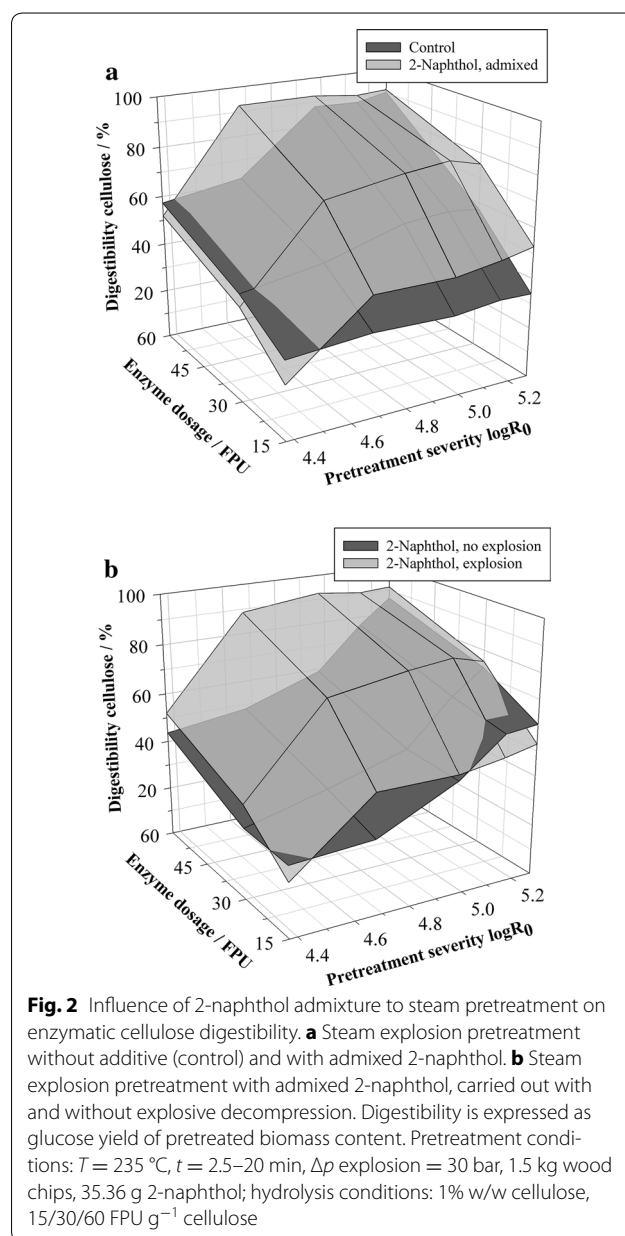 Control
2-Naphthol, admixed
a
100
80
60
40
20
Digestibility cellulose / %
60
45
30
15
Enzyme dosage / FPU
4.4
4.6
4.8
5.0
5.2
Pretreatment severity logR0
2-Naphthol, no explosion
2-Naphthol, explosion
b
100
80
60
40
20
Digestibility cellulose / %
60
45
30
15
Enzyme dosage / FPU
4.4
4.6
4.8
5.0
5.2
Pretreatment severity logR0
Fig. 2 Influence of 2-naphthol admixture to steam pretreatment on
enzymatic cellulose digestibility. a Steam explosion pretreatment
without additive (control) and with admixed 2-naphthol. b Steam
explosion pretreatment with admixed 2-naphthol, carried out with
and without explosive decompression. Digestibility is expressed as
glucose yield of pretreated biomass content. Pretreatment condi-
tions: T = 235 °C, t = 2.5–20 min, Δp explosion = 30 bar, 1.5 kg wood
chips, 35.36 g 2-naphthol; hydrolysis conditions: 1% w/w cellulose,
15/30/60 FPU g⁻¹ cellulose